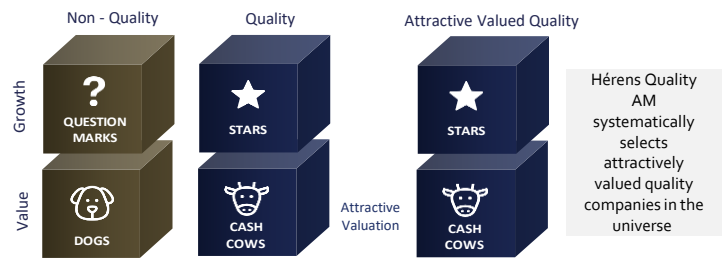 Non - Quality
Quality
Attractive Valued Quality
Growth
?
QUESTION
MARKS
STARS
STARS
Value
DOGS
CASH
COWS
Attractive
Valuation
CASH
COWS
Hérens Quality
AM
systematically
selects
attractively
valued quality
companies in the
universe